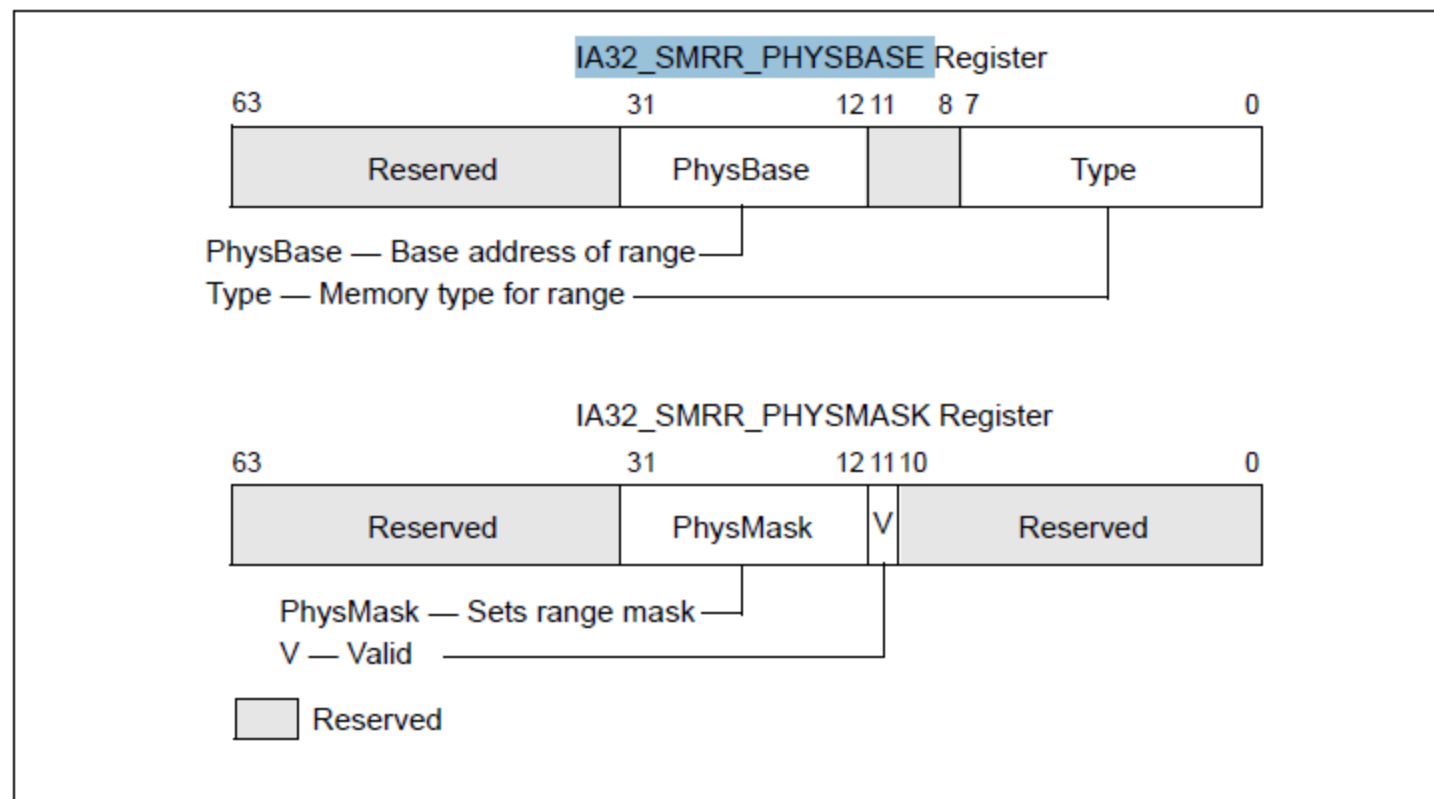 IA32_SMRR_PHYSBASE Register
63 31 12 11 8 7 0
Reserved PhysBase Type
PhysBase — Base address of range
Type — Memory type for range
IA32_SMRR_PHYSMASK Register
63 31 12 11 10 0
Reserved PhysMask V Reserved
PhysMask — Sets range mask
V — Valid
Reserved